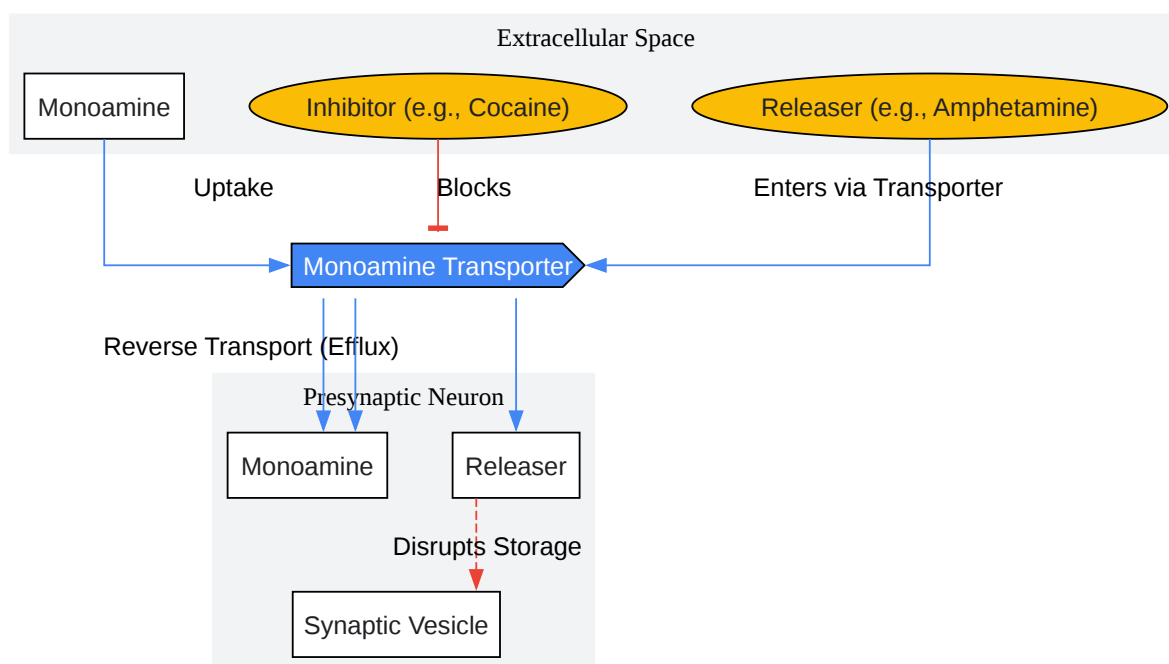 Extracellular Space
Monoamine
Inhibitor (e.g., Cocaine)
Releaser (e.g., Amphetamine)
Uptake
Blocks
Enters via Transporter
Monoamine Transporter
Reverse Transport (Efflux)
Presynaptic Neuron
Monoamine
Releaser
Disrupts Storage
Synaptic Vesicle